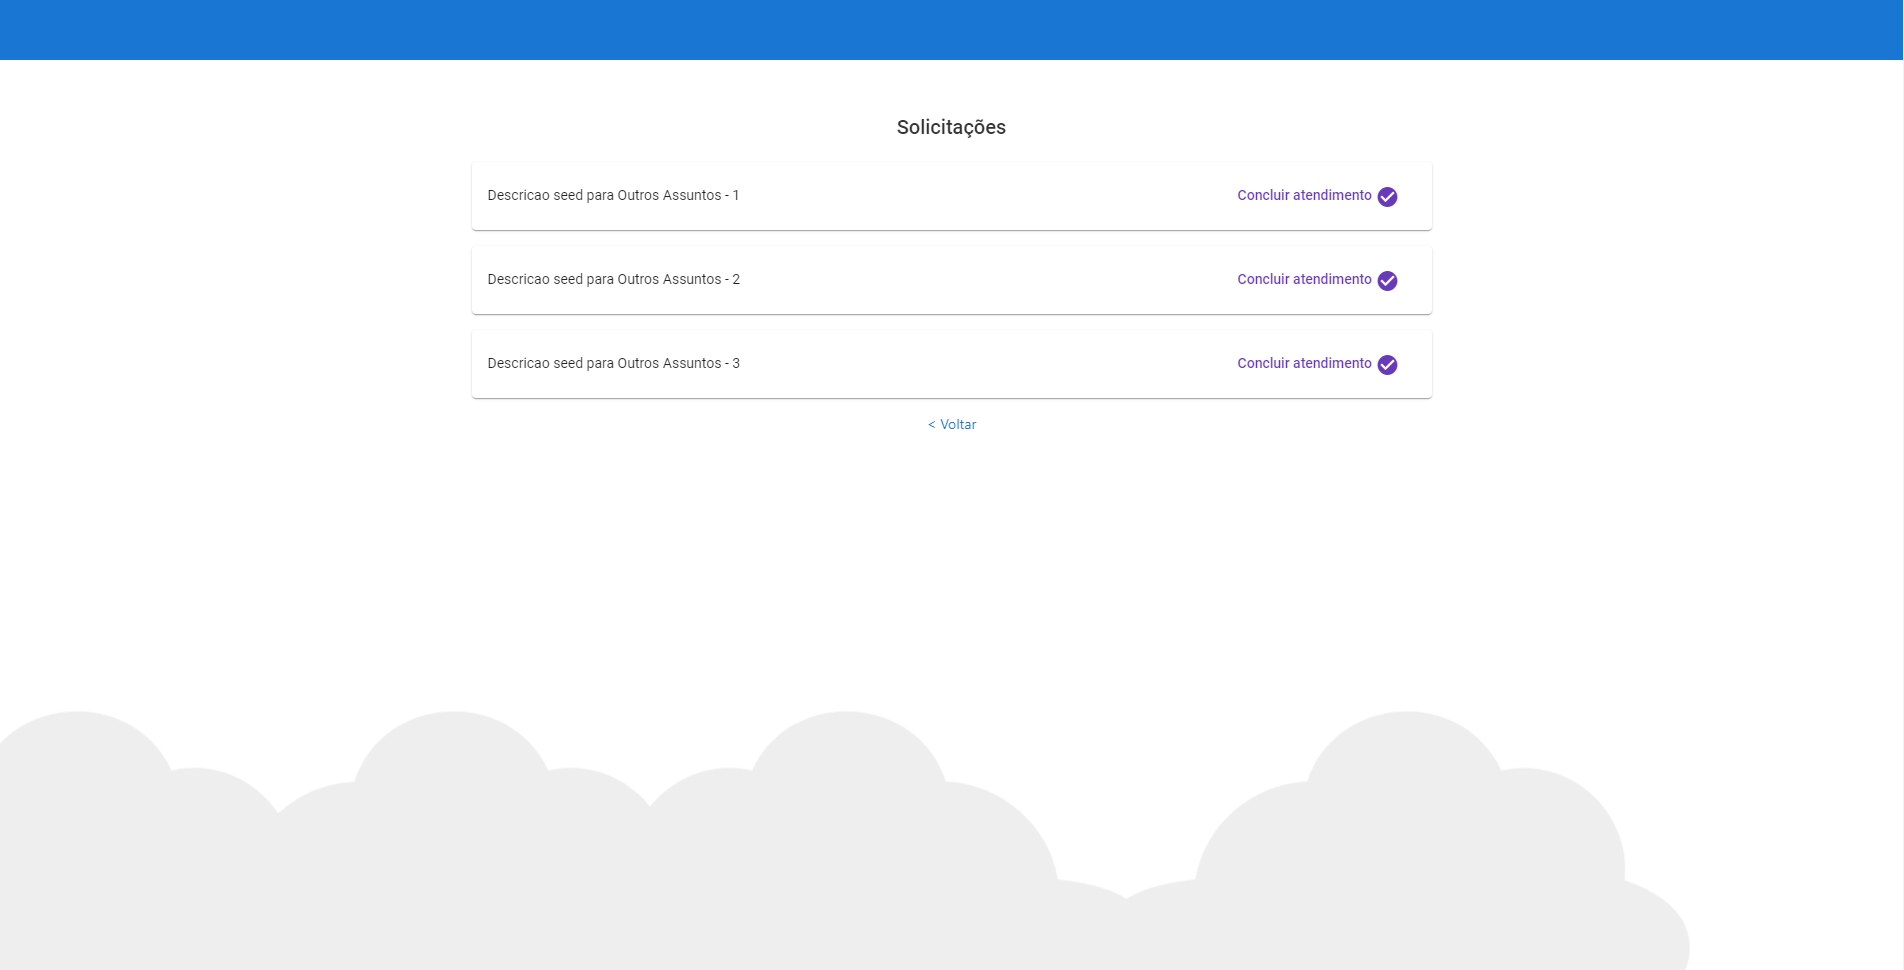 Solicitações
Descricao seed para Outros Assuntos - 1
Concluir atendimento
Descricao seed para Outros Assuntos - 2
Concluir atendimento
Descricao seed para Outros Assuntos - 3
Concluir atendimento
< Voltar